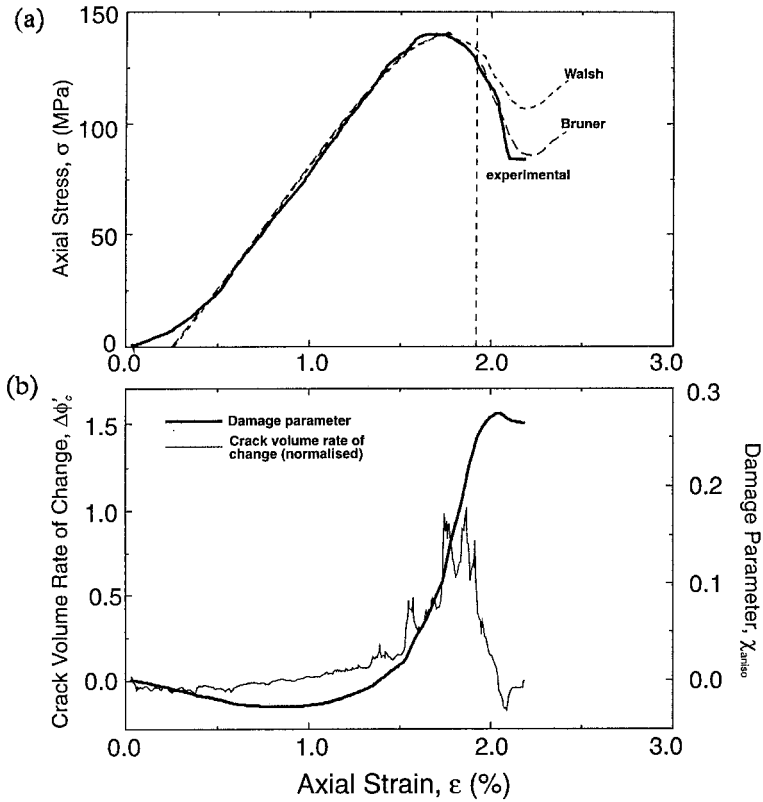 (a)
150
100
50
0
Axial Stress, σ (MPa)
Walsh
Bruner
experimental
1.0
2.0
3.0
(b)
Crack Volume Rate of Change, Δϕ'c
1.5
1.0
0.5
0.0
Damage parameter
Crack volume rate of
change (normalised)
0.3
0.2
0.1
0.0
Damage Parameter, χaniso
0.0
1.0
2.0
3.0
Axial Strain, ε (%)